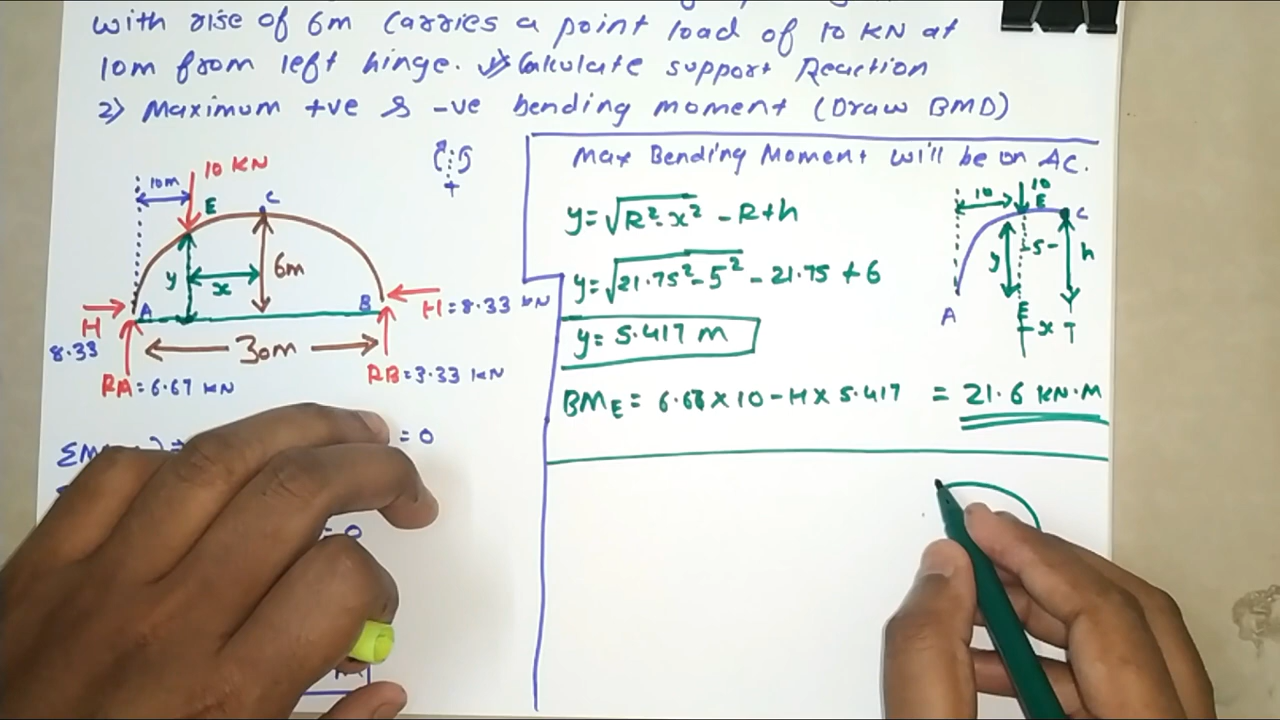 with rise of 6m carries a point load of 10 KN at
10m from left hinge. 1) Calculate support Reaction
2) Maximum +ve & -ve bending moment (Draw BMD)
10m
10 KN
E
C
y
x
6m
A
B
H
8.33
H = 8.33 KN
30m
RA = 6.67 KN
RB = 3.33 KN
+
= 0
= 0
Max Bending Moment will be on AC.
y = √R²-x² - R+h
y = √21.75²-5² - 21.75 + 6
y = 5.417 m
BME = 6.67 × 10 - H × 5.417 = 21.6 KN.M
10
10
E
C
y
5
h
A
E
x
T